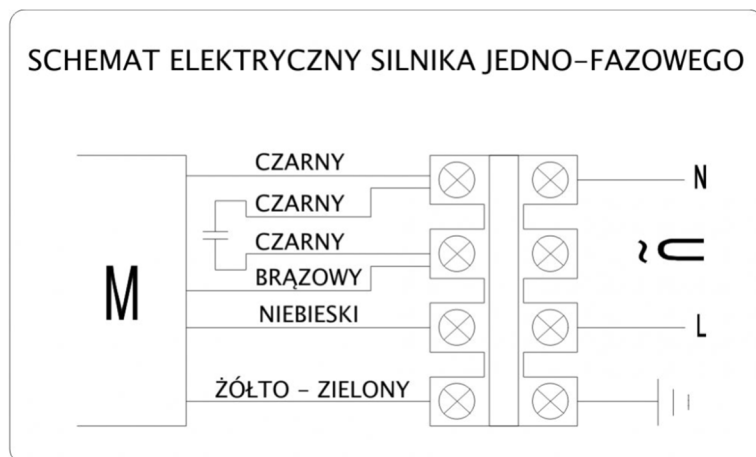 SCHEMAT ELEKTRYCZNY SILNIKA JEDNO-FAZOWEGO
CZARNY
N
CZARNY
CZARNY
~U
BRĄZOWY
M
NIEBIESKI
L
ŻÓŁTO - ZIELONY